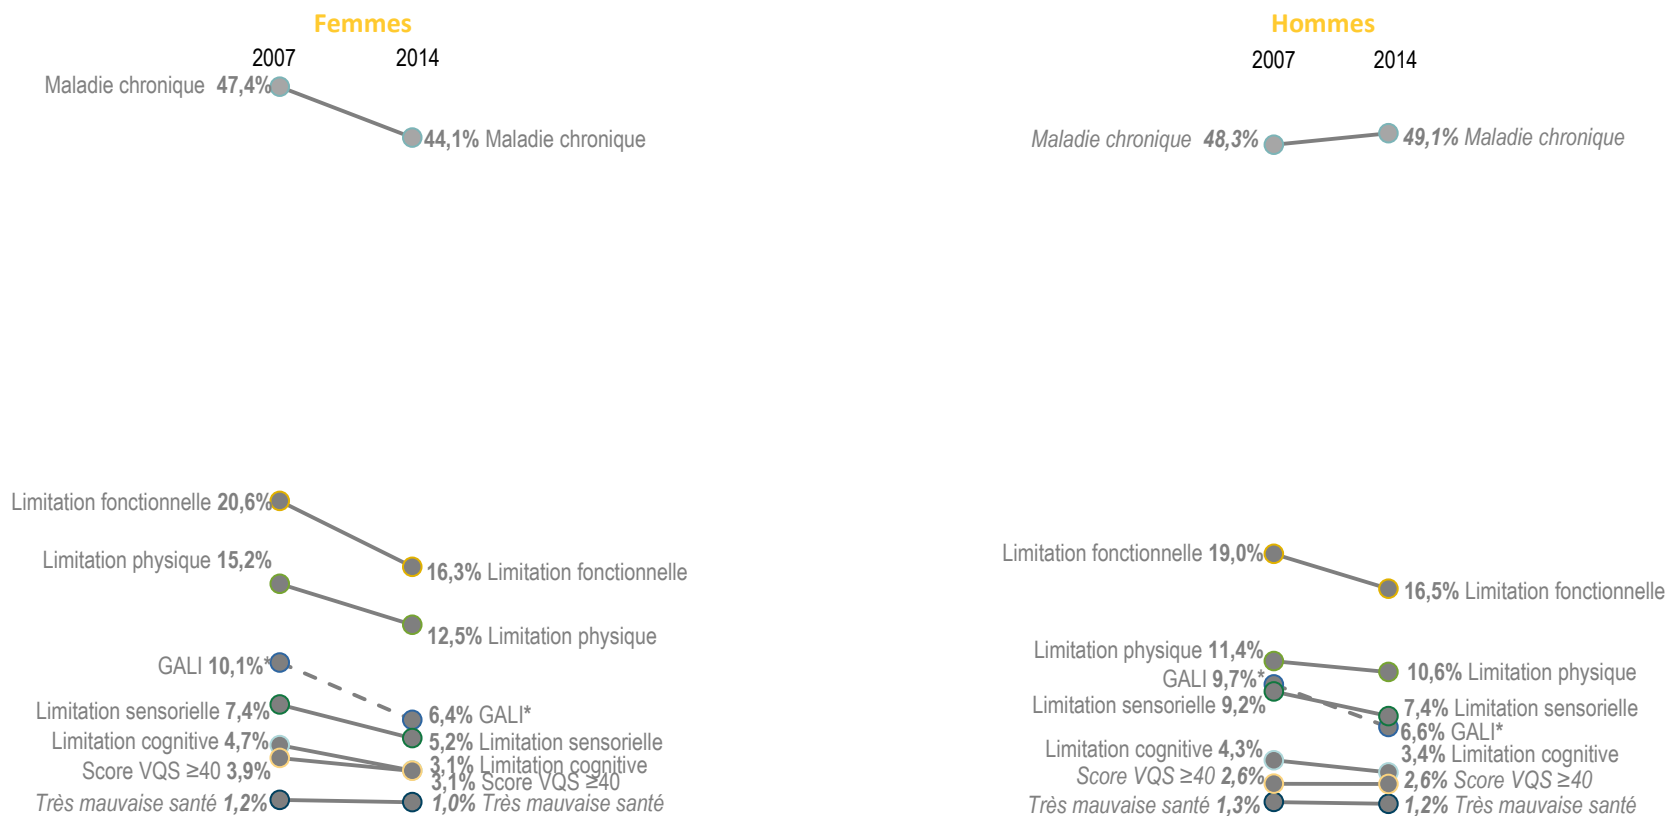 Femmes
2007 2014
Maladie chronique 47,4%
44,1% Maladie chronique
Limitation fonctionnelle 20,6%
16,3% Limitation fonctionnelle
Limitation physique 15,2%
12,5% Limitation physique
GALI 10,1%*
6,4% GALI*
Limitation sensorielle 7,4%
5,2% Limitation sensorielle
Limitation cognitive 4,7%
3,1% Limitation cognitive
Score VQS ≥40 3,9%
3,1% Score VQS ≥40
Très mauvaise santé 1,2%
1,0% Très mauvaise santé
Hommes
2007 2014
Maladie chronique 48,3%
49,1% Maladie chronique
Limitation fonctionnelle 19,0%
16,5% Limitation fonctionnelle
Limitation physique 11,4%
10,6% Limitation physique
GALI 9,7%*
Limitation sensorielle 9,2%
7,4% Limitation sensorielle
6,6% GALI*
Limitation cognitive 4,3%
3,4% Limitation cognitive
Score VQS ≥40 2,6%
2,6% Score VQS ≥40
Très mauvaise santé 1,3%
1,2% Très mauvaise santé